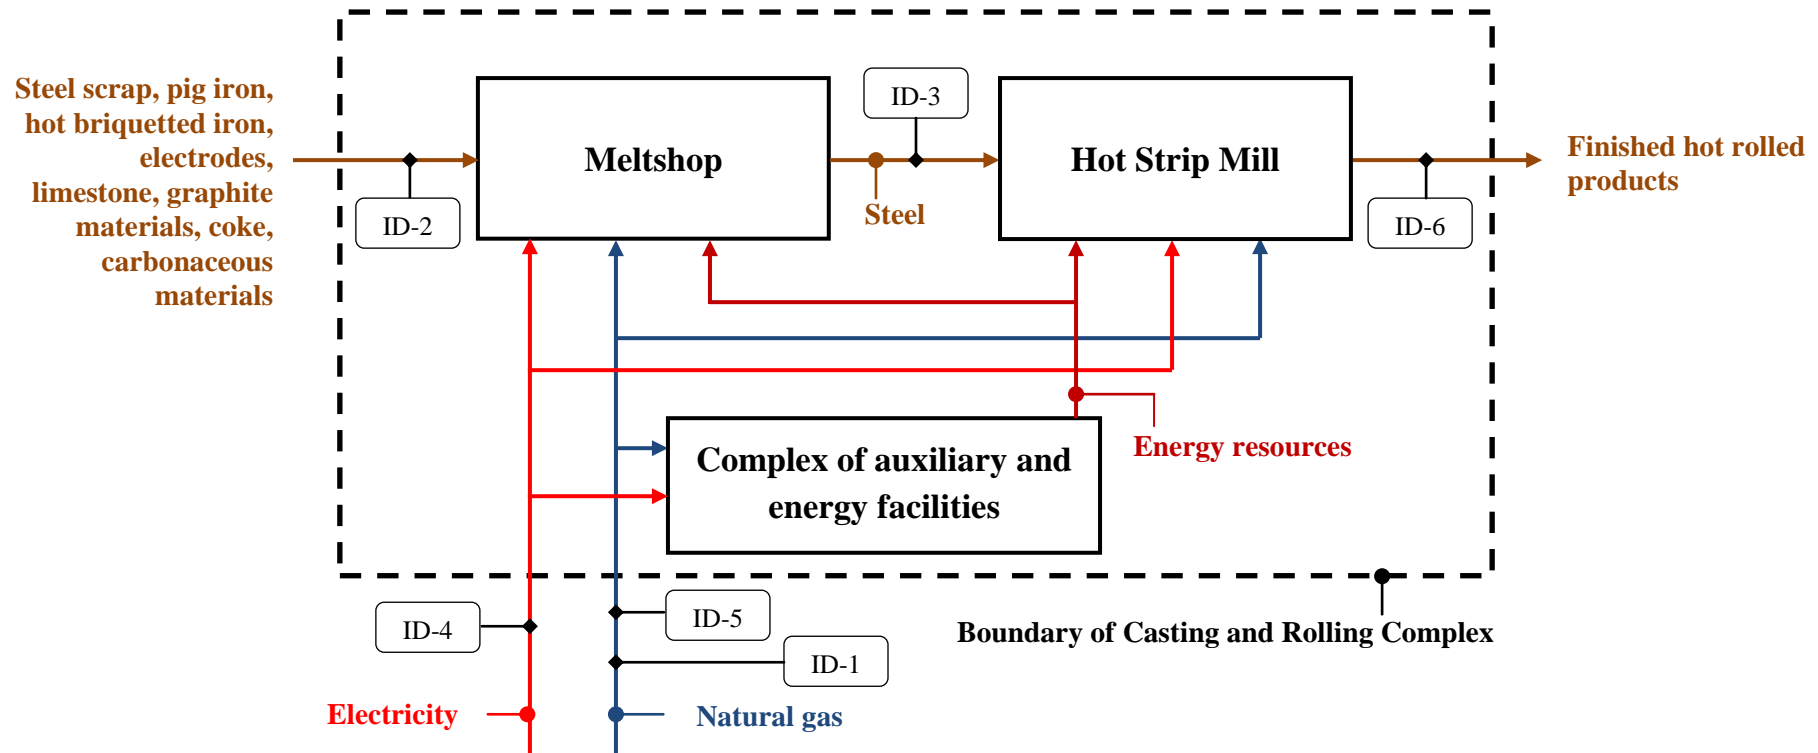 Steel scrap, pig iron,
hot briquetted iron,
electrodes,
limestone, graphite
materials, coke,
carbonaceous
materials
ID-2
Meltshop
ID-3
Steel
Hot Strip Mill
ID-6
Finished hot rolled
products
Energy resources
Complex of auxiliary and
energy facilities
ID-4
ID-5
ID-1
Boundary of Casting and Rolling Complex
Electricity
Natural gas